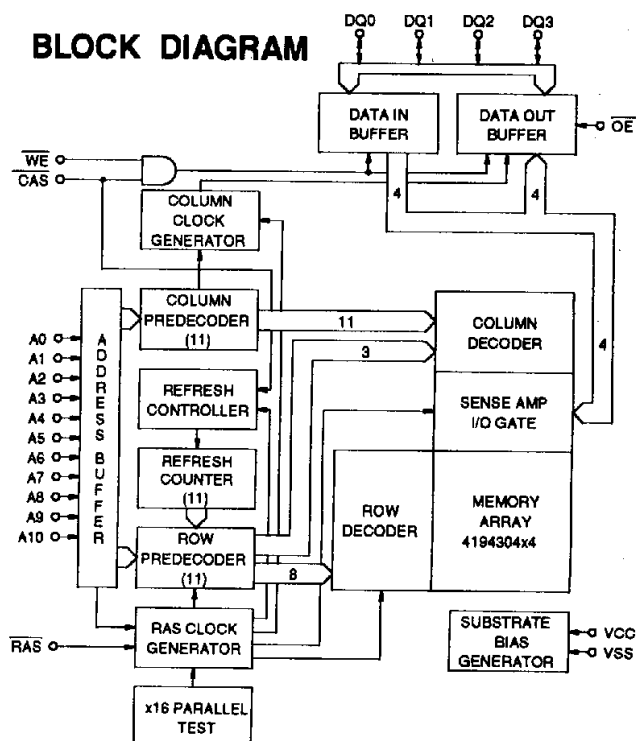 BLOCK DIAGRAM
DQ0 DQ1 DQ2 DQ3
DATA IN
BUFFER
DATA OUT
BUFFER
OE
WE
CAS
4
4
COLUMN
CLOCK
GENERATOR
COLUMN
PREDECODER
(11)
11
3
COLUMN
DECODER
4
A0
A1
A2
A3
A4
A5
A6
A7
A8
A9
A10
ADDRESS BUFFER
REFRESH
CONTROLLER
SENSE AMP
I/O GATE
REFRESH
COUNTER
(11)
ROW
DECODER
MEMORY
ARRAY
4194304x4
ROW
PREDECODER
(11)
8
RAS
RAS CLOCK
GENERATOR
SUBSTRATE
BIAS
GENERATOR
VCC
VSS
x16 PARALLEL
TEST